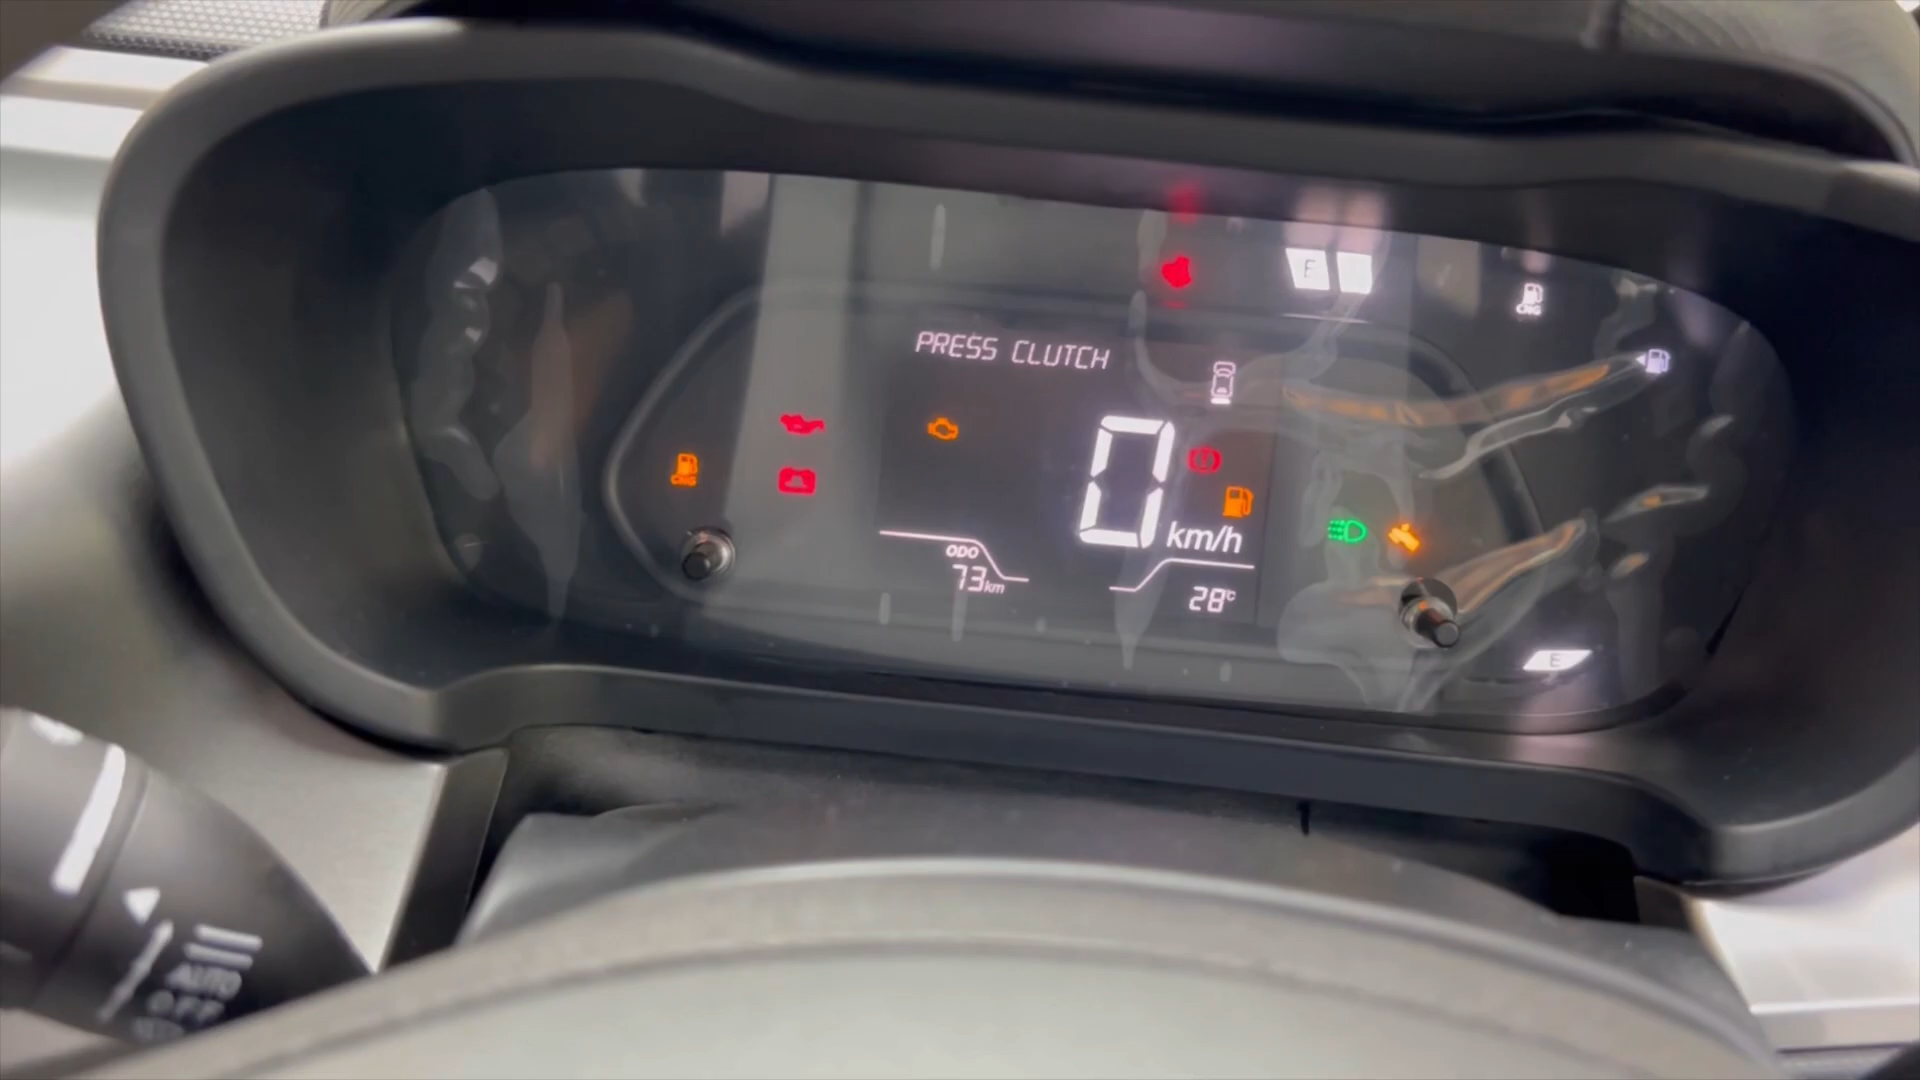 E
CNG
PRESS CLUTCH
CNG
0
km/h
ODO
73km
28°C
E
AUTO
OFF